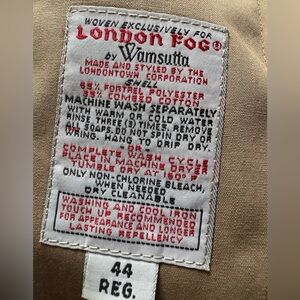 WOVEN EXCLUSIVELY FOR
LONDON FOG®
by Wamsutta
MADE AND STYLED BY THE
LONDONTOWN CORPORATION
SHELL
65% FORTREL POLYESTER
35% COMBED COTTON
MACHINE WASH SEPARATELY
WITH WARM OR COLD WATER
RINSE THREE (3) TIMES. REMOVE
ALL SOAPS. DO NOT SPIN DRY OR
WRING. HANG TO DRIP DRY.
- OR -
COMPLETE WASH CYCLE
PLACE IN MACHINE DRYER
TUMBLE DRY AT 160° F
ONLY NON-CHLORINE BLEACH,
WHEN NEEDED
DRY CLEANABLE
WASHING AND COOL IRON
TOUCH UP RECOMMENDED
FOR APPEARANCE AND LONGER
LASTING REPELLENCY
44
REG.